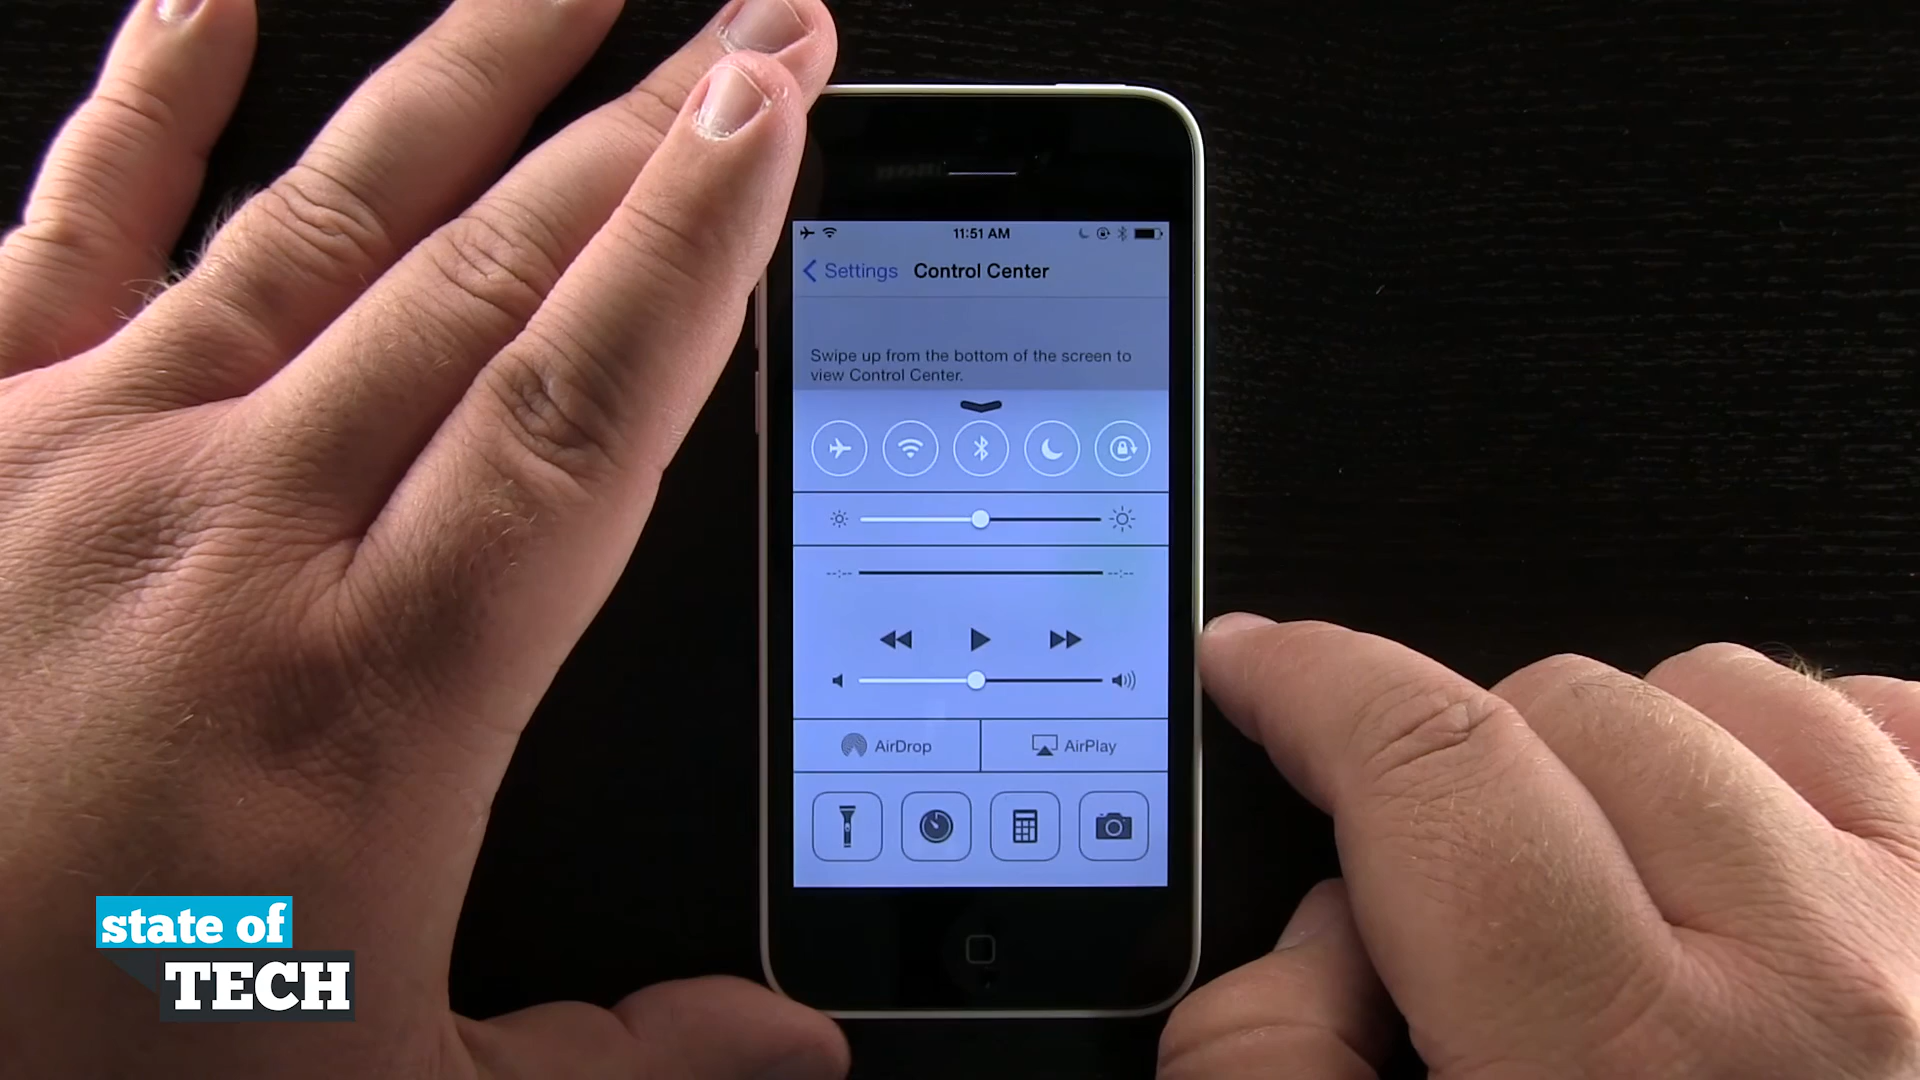 11:51 AM
Settings Control Center
Swipe up from the bottom of the screen to
view Control Center.
--:-- --:--
AirDrop AirPlay
state of
TECH